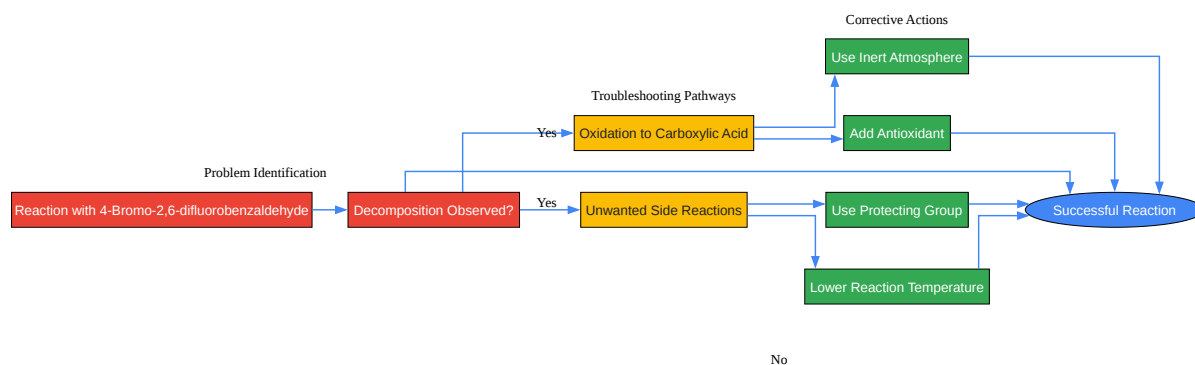 Corrective Actions
Use Inert Atmosphere
Troubleshooting Pathways
Yes
Oxidation to Carboxylic Acid
Add Antioxidant
Problem Identification
Reaction with 4-Bromo-2,6-difluorobenzaldehyde
Decomposition Observed?
Yes
Unwanted Side Reactions
Use Protecting Group
Successful Reaction
Lower Reaction Temperature
No